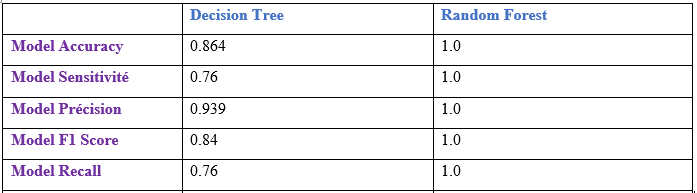 Decision Tree Random Forest
Model Accuracy 0.864 1.0
Model Sensitivité 0.76 1.0
Model Précision 0.939 1.0
Model F1 Score 0.84 1.0
Model Recall 0.76 1.0